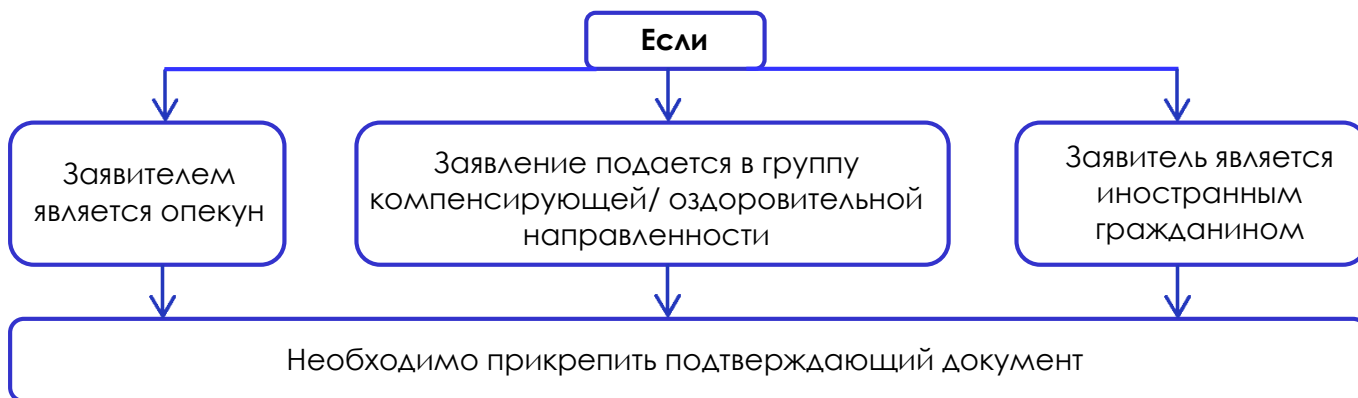 Если
Заявителем
является опекун
Заявление подается в группу
компенсирующей/ оздоровительной
направленности
Заявитель является
иностранным
гражданином
Необходимо прикрепить подтверждающий документ